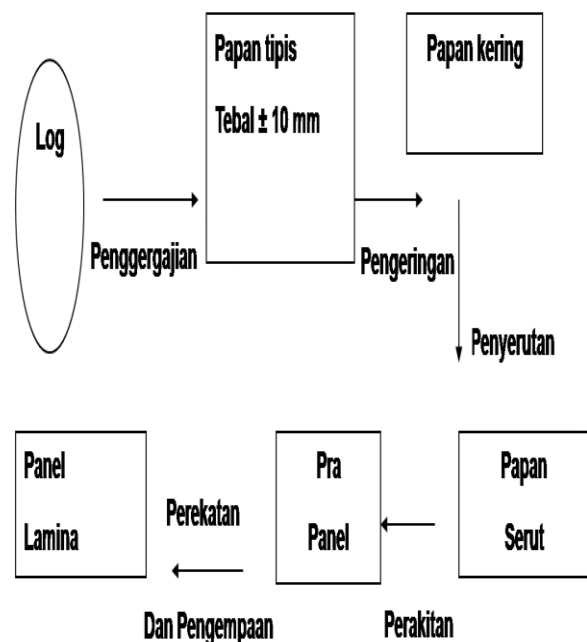 Log
Penggergajian
Papan tipis
Tebal ± 10 mm
Pengeringan
Papan kering
Penyerutan
Papan
Serut
Perakitan
Pra
Panel
Perekatan
Dan Pengempaan
Panel
Lamina